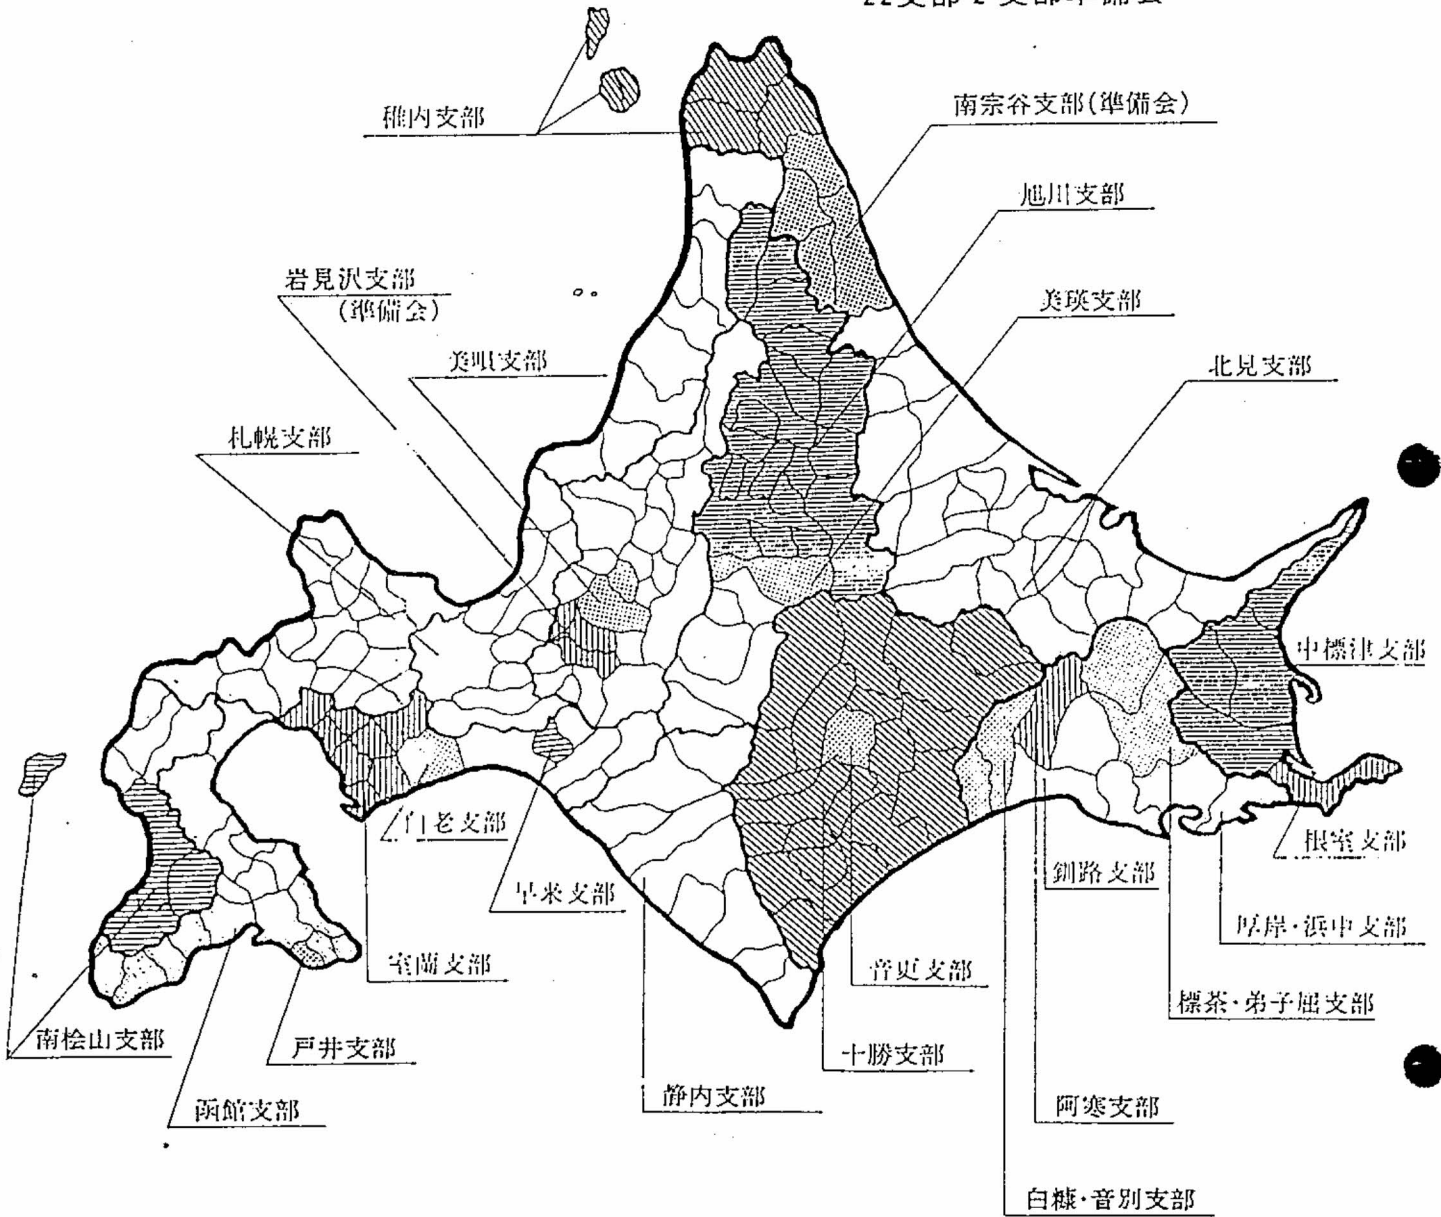 22支部2支部準備会
稚内支部
南宗谷支部(準備会)
旭川支部
岩見沢支部
(準備会)
美瑛支部
美唄支部
北見支部
札幌支部
中標津支部
白老支部
根室支部
釧路支部
早来支部
厚岸・浜中支部
室蘭支部
音更支部
標茶・弟子屈支部
南桧山支部
戸井支部
十勝支部
静内支部
函館支部
阿寒支部
白糠・音別支部